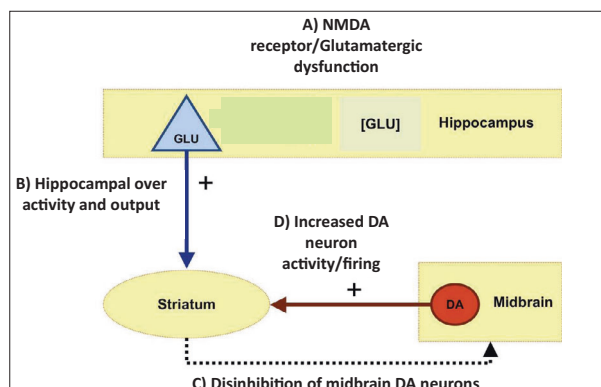 A) NMDA
receptor/Glutamatergic
dysfunction
GLU
[GLU]
Hippocampus
B) Hippocampal over
activity and output
+
D) Increased DA
neuron
activity/firing
+
Striatum
DA
Midbrain
C) Disinhibition of midbrain DA neurons